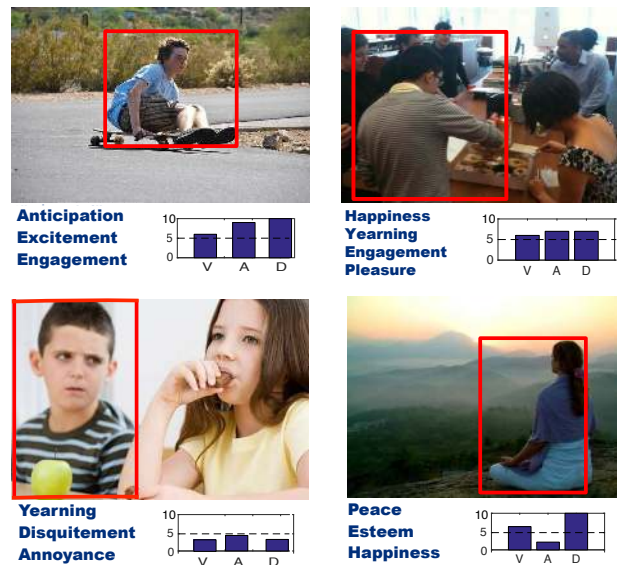 Anticipation
Excitement
Engagement
10
5
0
V A D
Happiness
Yearning
Engagement
Pleasure
10
5
0
V A D
Yearning
Disquitement
Annoyance
10
5
0
V A D
Peace
Esteem
Happiness
10
5
0
V A D